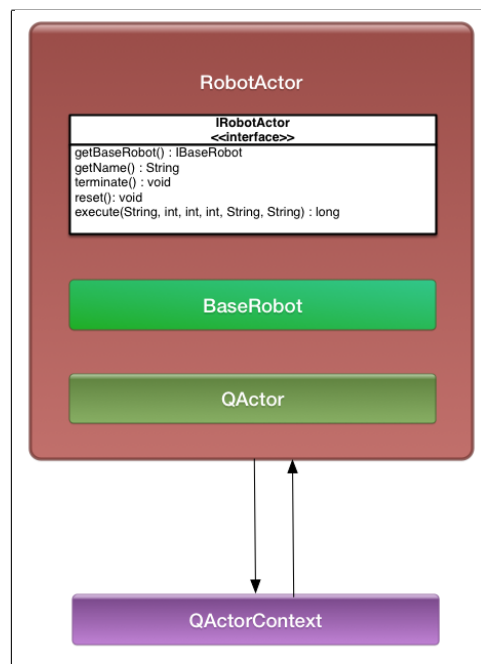 RobotActor
IRobotActor
<<interface>>
getBaseRobot() : IBaseRobot
getName() : String
terminate() : void
reset(): void
execute(String, int, int, int, String, String) : long
BaseRobot
QActor
QActorContext